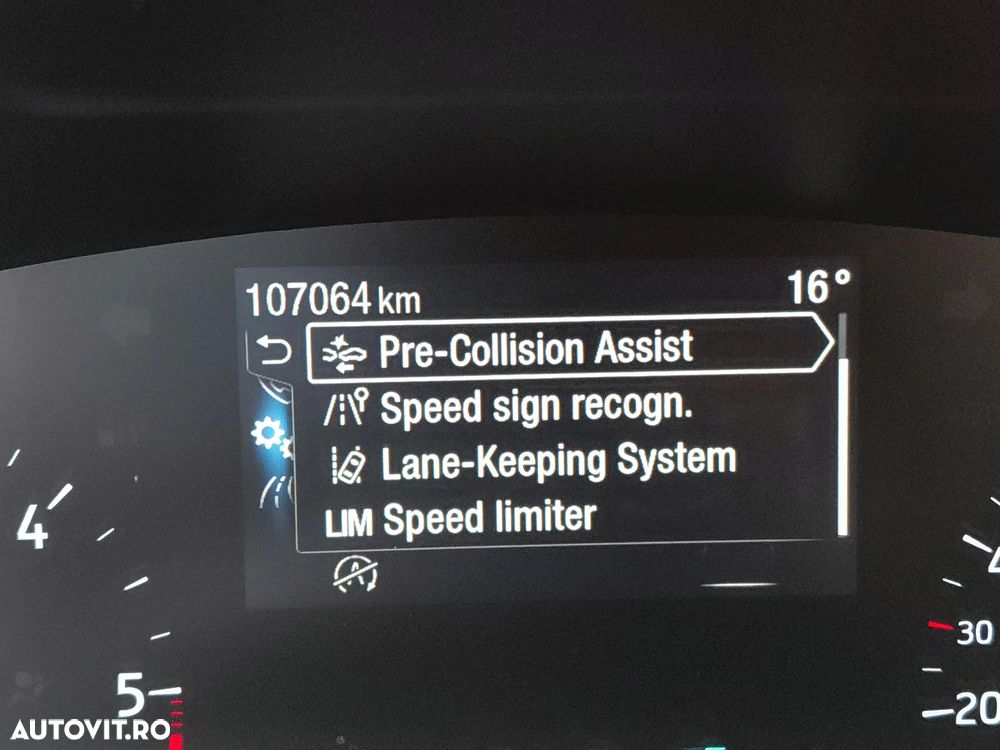 107064 km
16°
Pre-Collision Assist
Speed sign recogn.
Lane-Keeping System
LIM Speed limiter
4
5
30
20
AUTOVIT.RO